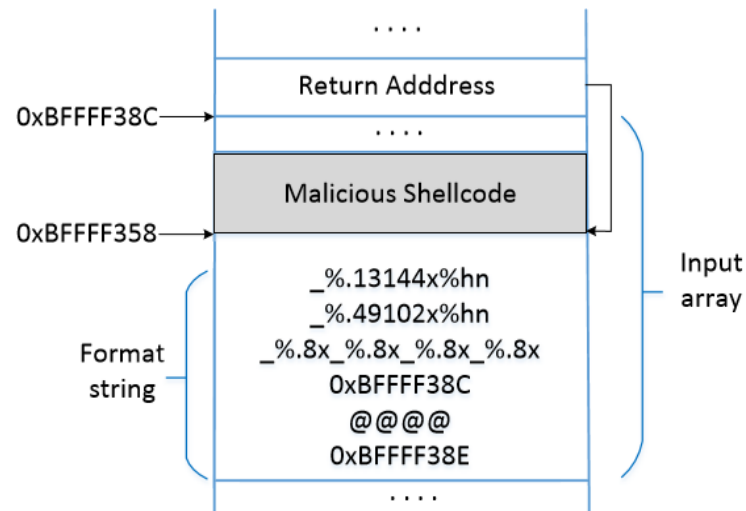 . . . .
Return Adddress
0xBFFFF38C
. . . .
Malicious Shellcode
0xBFFFF358
_%.13144x%hn
_%.49102x%hn
_%.8x_%.8x_%.8x_%.8x
0xBFFFF38C
@@@@
0xBFFFF38E
. . . .
Format
string
Input
array